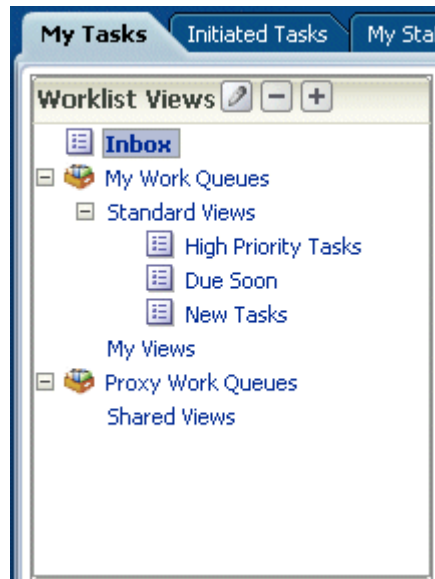 My Tasks Initiated Tasks My Sta
Worklist Views
Inbox
My Work Queues
Standard Views
High Priority Tasks
Due Soon
New Tasks
My Views
Proxy Work Queues
Shared Views